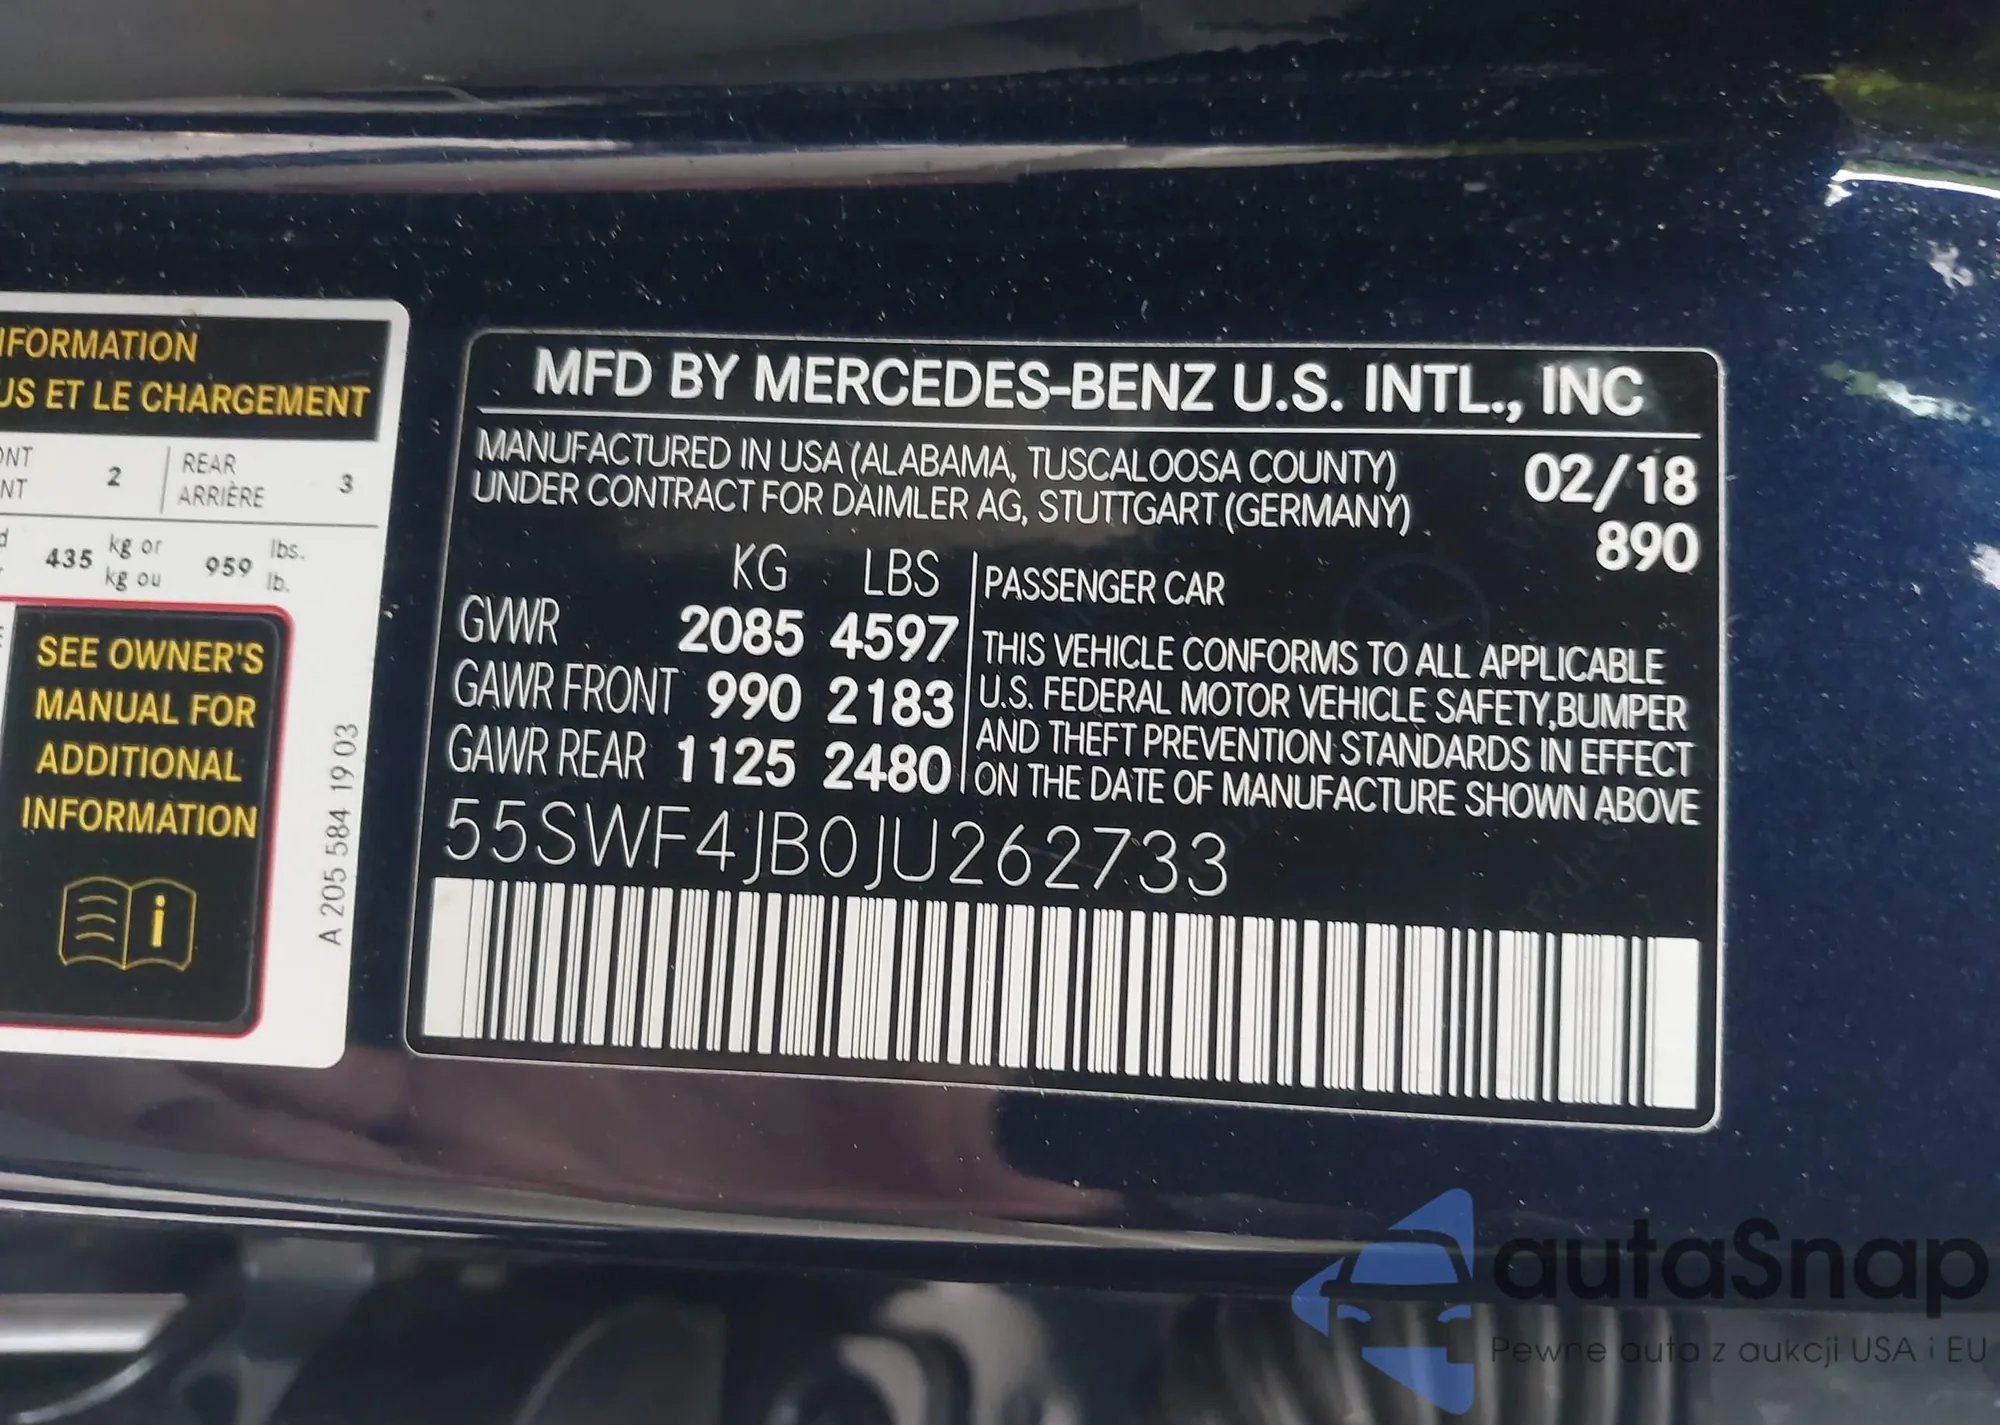 INFORMATION
US ET LE CHARGEMENT
2
REAR
ARRIÈRE
3
435 kg or
kg ou
959 lbs.
lb.
SEE OWNER'S
MANUAL FOR
ADDITIONAL
INFORMATION
i
A 205 584 19 03
MFD BY MERCEDES-BENZ U.S. INTL., INC
MANUFACTURED IN USA (ALABAMA, TUSCALOOSA COUNTY)
UNDER CONTRACT FOR DAIMLER AG, STUTTGART (GERMANY)
02/18
890
KG LBS
GVWR 2085 4597
GAWR FRONT 990 2183
GAWR REAR 1125 2480
PASSENGER CAR
THIS VEHICLE CONFORMS TO ALL APPLICABLE
U.S. FEDERAL MOTOR VEHICLE SAFETY,BUMPER
AND THEFT PREVENTION STANDARDS IN EFFECT
ON THE DATE OF MANUFACTURE SHOWN ABOVE
55SWF4JB0JU262733
autaSnap
Pewne auta z aukcji USA i EU